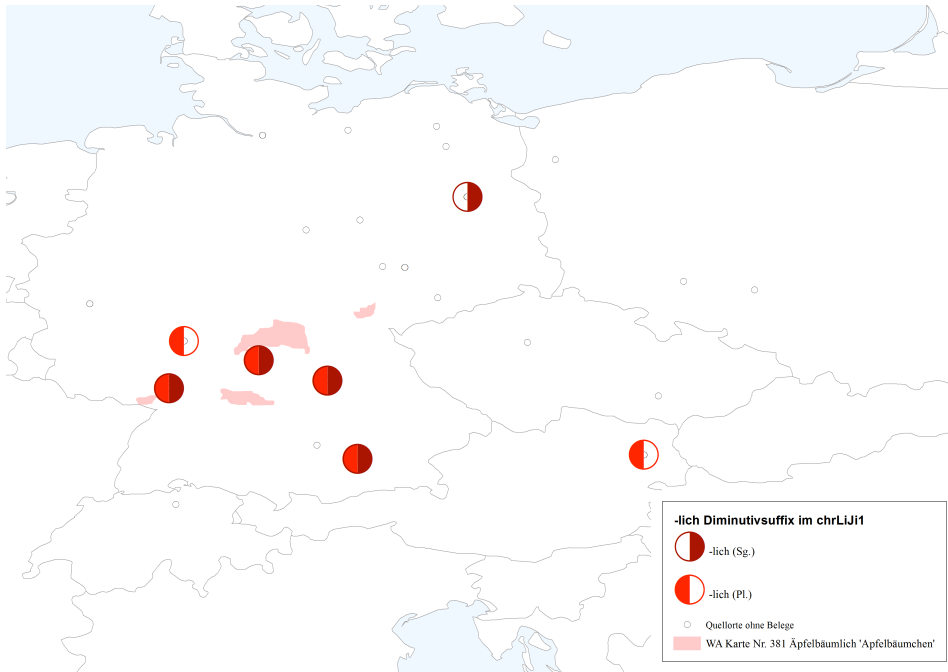 -lich Diminutivsuffix im chrLiJi1
-lich (Sg.)
-lich (Pl.)
Quellorte ohne Belege
WA Karte Nr. 381 Äpfelbäumlich 'Apfelbäumchen'